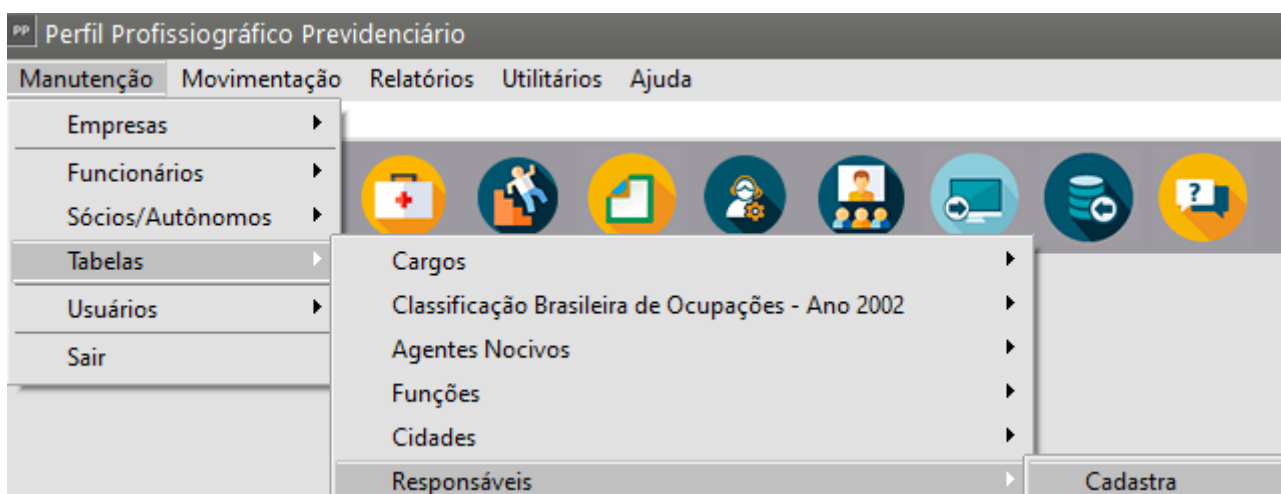 PP Perfil Profissiográfico Previdenciário
Manutenção Movimentação Relatórios Utilitários Ajuda
Empresas
Funcionários
Sócios/Autônomos
Tabelas
Usuários
Sair
Cargos
Classificação Brasileira de Ocupações - Ano 2002
Agentes Nocivos
Funções
Cidades
Responsáveis
Cadastra
?